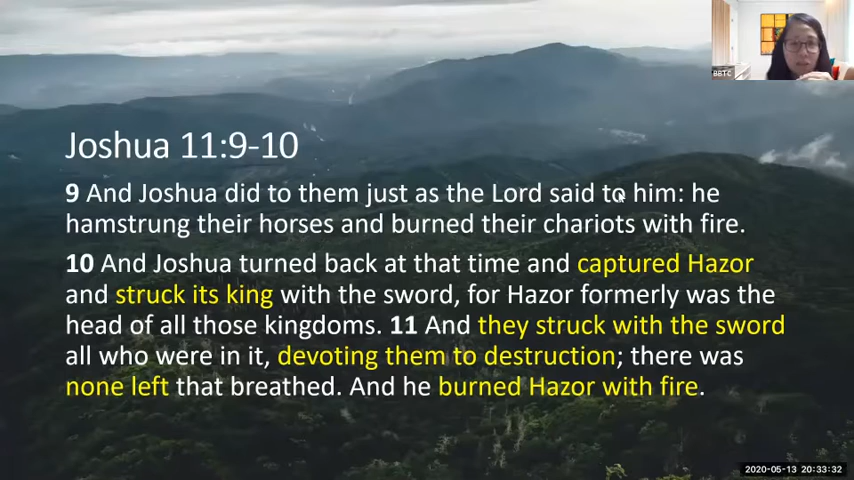 BBTC
Joshua 11:9-10
9 And Joshua did to them just as the Lord said to him: he
hamstrung their horses and burned their chariots with fire.
10 And Joshua turned back at that time and captured Hazor
and struck its king with the sword, for Hazor formerly was the
head of all those kingdoms. 11 And they struck with the sword
all who were in it, devoting them to destruction; there was
none left that breathed. And he burned Hazor with fire.
2020-05-13 20:33:32